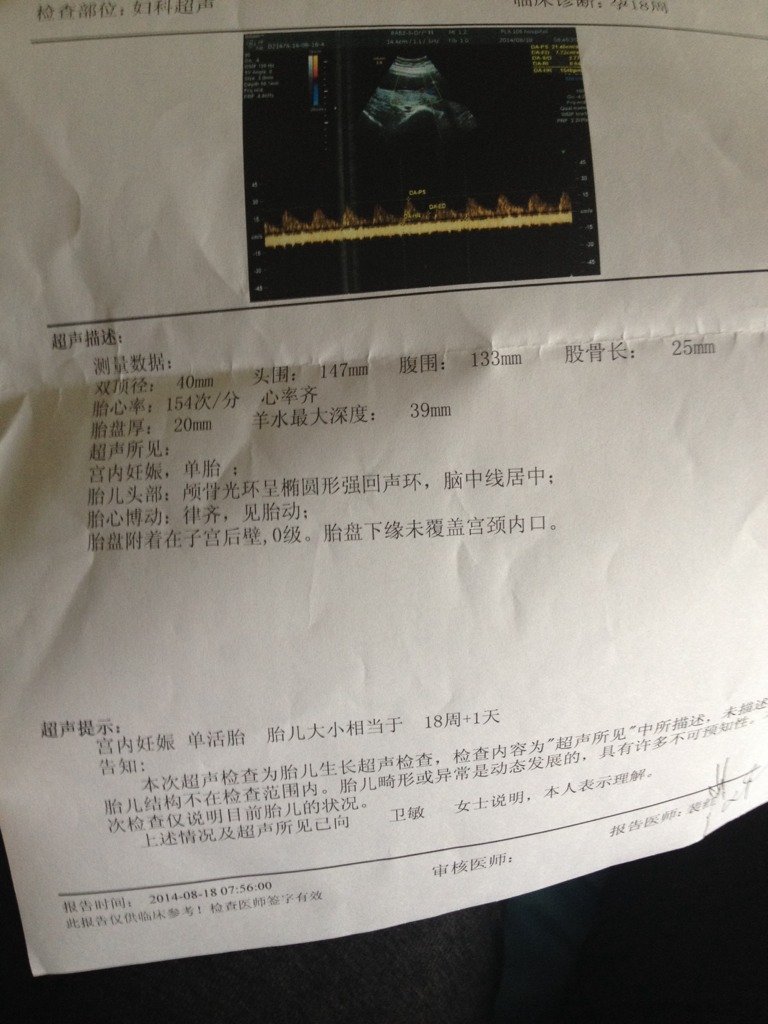 检查部位：妇科超声 临床诊断：孕18周
2014/08/18
DA-PS
DA-ED
超声描述：
测量数据：
双顶径： 40mm 头围： 147mm 腹围： 133mm 股骨长： 25mm
胎心率：154次/分 心率齐
胎盘厚： 20mm 羊水最大深度： 39mm
超声所见：
宫内妊娠，单胎 ；
胎儿头部：颅骨光环呈椭圆形强回声环，脑中线居中；
胎心博动：律齐，见胎动；
胎盘附着在子宫后壁,0级。胎盘下缘未覆盖宫颈内口。
超声提示：
宫内妊娠 单活胎 胎儿大小相当于 18周+1天
告知：
本次超声检查为胎儿生长超声检查，检查内容为"超声所见"中所描述，未描述
胎儿结构不在检查范围内。胎儿畸形或异常是动态发展的，具有许多不可预知性。
次检查仅说明目前胎儿的状况。
上述情况及超声所见已向 卫敏 女士说明，本人表示理解。
报告医师：
审核医师：
报告时间： 2014-08-18 07:56:00
此报告仅供临床参考！检查医师签字有效